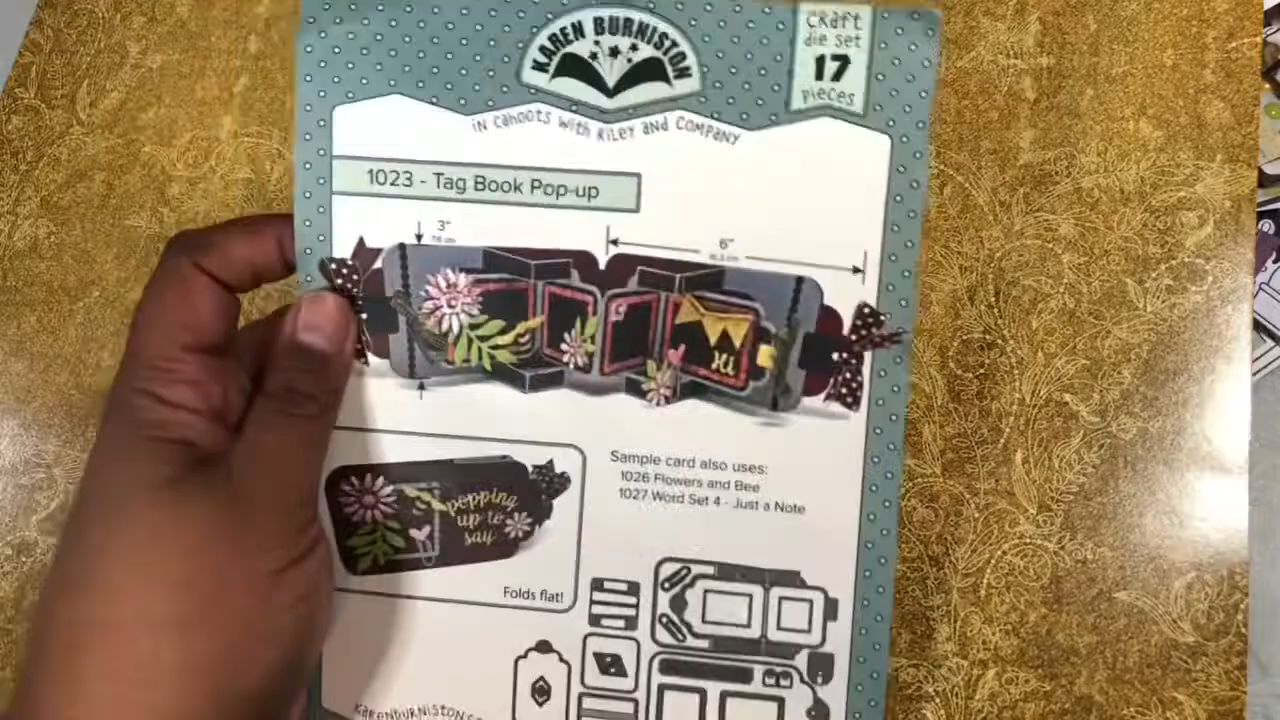 KAREN BURNISTON
CRAFT
die set
17
Pieces
IN CAHOOTS WITH RILEY AND COMPANY
1023 - Tag Book Pop-up
3"
6"
Hi
popping
up to
say
Folds flat!
Sample card also uses:
1026 Flowers and Bee
1027 Word Set 4 - Just a Note